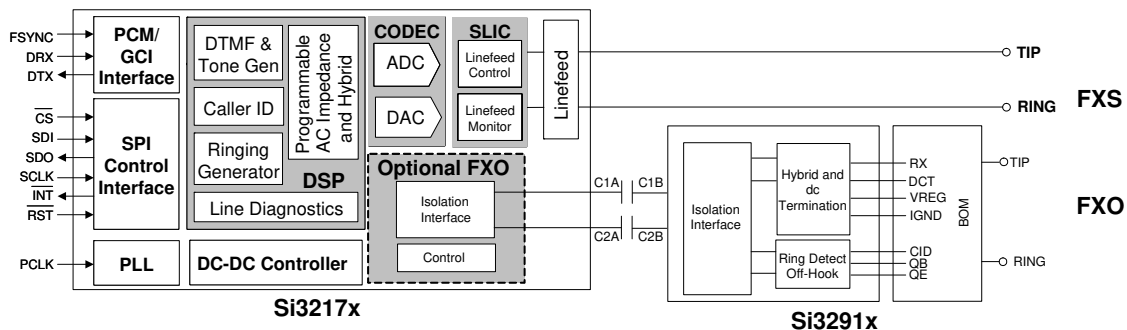 FSYNC
DRX
DTX
PCM/
GCI
Interface
CS
SDI
SDO
SCLK
INT
RST
SPI
Control
Interface
PCLK
PLL
DTMF &
Tone Gen
Caller ID
Ringing
Generator
Programmable
AC Impedance
and Hybrid
DSP
Line Diagnostics
DC-DC Controller
CODEC
ADC
DAC
SLIC
Linefeed
Control
Linefeed
Monitor
Linefeed
Optional FXO
Isolation
Interface
Control
Si3217x
TIP
RING
FXS
C1A
C1B
C2A
C2B
Isolation
Interface
Hybrid and
dc
Termination
Ring Detect
Off-Hook
RX
DCT
VREG
IGND
CID
QB
QE
BOM
TIP
RING
FXO
Si3291x